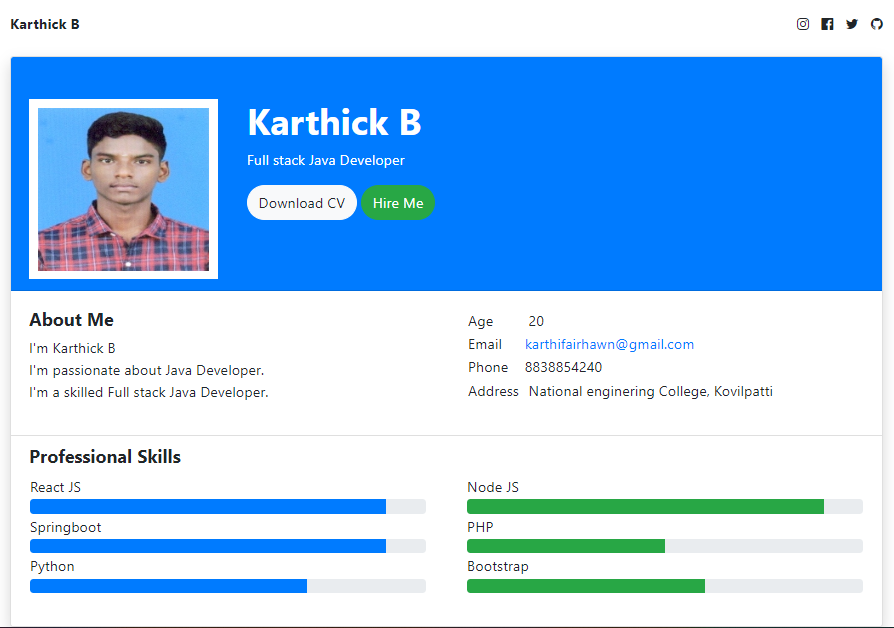 Karthick B
Karthick B
Full stack Java Developer
Download CV
Hire Me
About Me
I'm Karthick B
I'm passionate about Java Developer.
I'm a skilled Full stack Java Developer.
Age 20
Email karthifairhawn@gmail.com
Phone 8838854240
Address National enginering College, Kovilpatti
Professional Skills
React JS
Node JS
Springboot
PHP
Python
Bootstrap